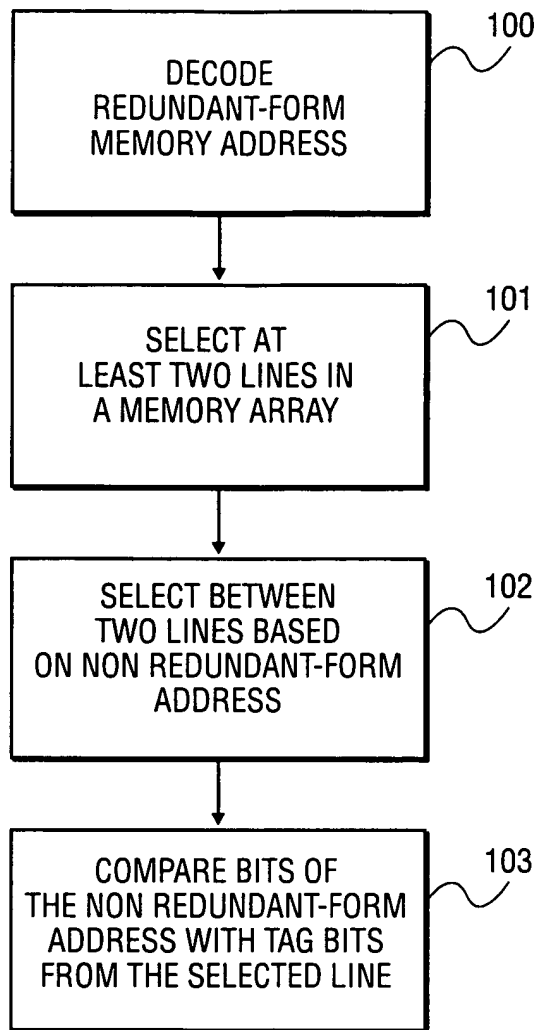 100
DECODE
REDUNDANT-FORM
MEMORY ADDRESS
101
SELECT AT
LEAST TWO LINES IN
A MEMORY ARRAY
102
SELECT BETWEEN
TWO LINES BASED
ON NON REDUNDANT-FORM
ADDRESS
103
COMPARE BITS OF
THE NON REDUNDANT-FORM
ADDRESS WITH TAG BITS
FROM THE SELECTED LINE